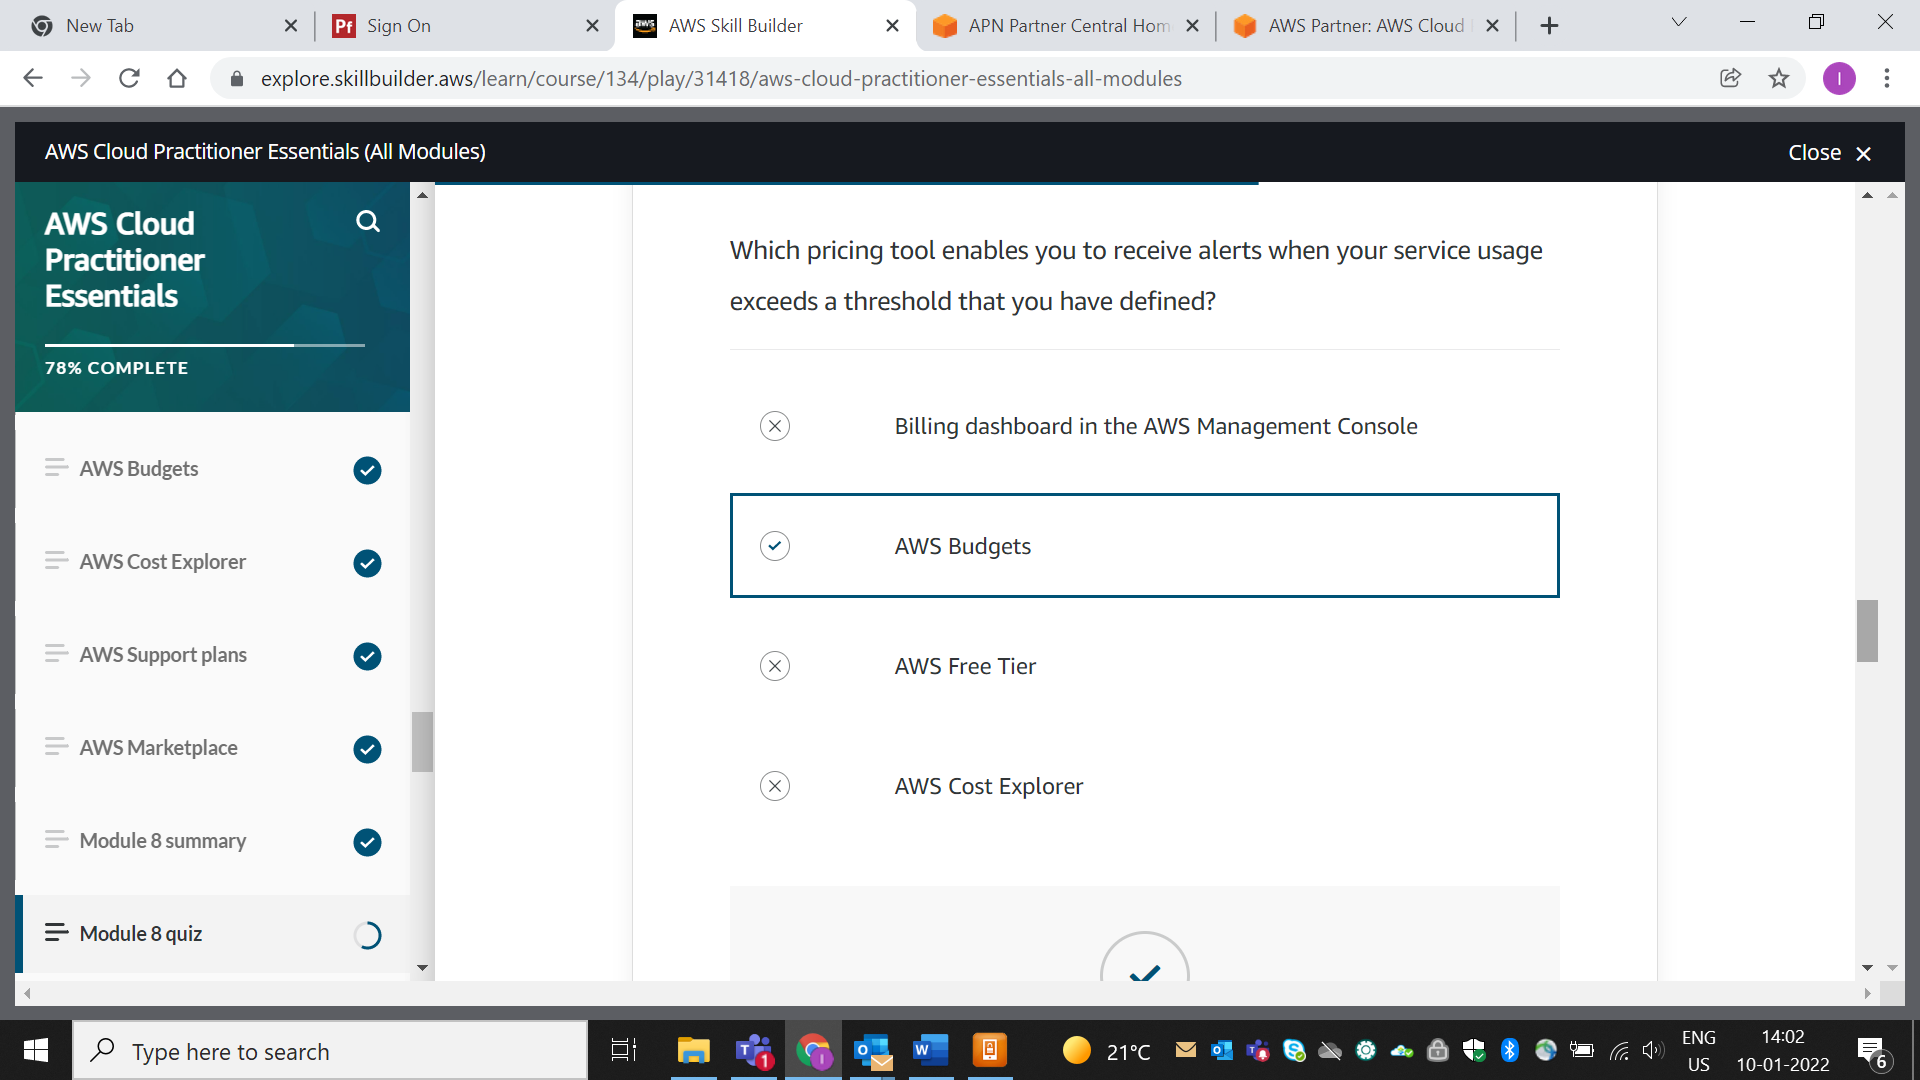 New Tab
Pf Sign On
aws AWS Skill Builder
APN Partner Central Hom
AWS Partner: AWS Cloud
explore.skillbuilder.aws/learn/course/134/play/31418/aws-cloud-practitioner-essentials-all-modules
I
AWS Cloud Practitioner Essentials (All Modules)
Close
AWS Cloud
Practitioner
Essentials
78% COMPLETE
AWS Budgets
AWS Cost Explorer
AWS Support plans
AWS Marketplace
Module 8 summary
Module 8 quiz
Which pricing tool enables you to receive alerts when your service usage
exceeds a threshold that you have defined?
Billing dashboard in the AWS Management Console
AWS Budgets
AWS Free Tier
AWS Cost Explorer
Type here to search
21°C
ENG
US
14:02
10-01-2022
6